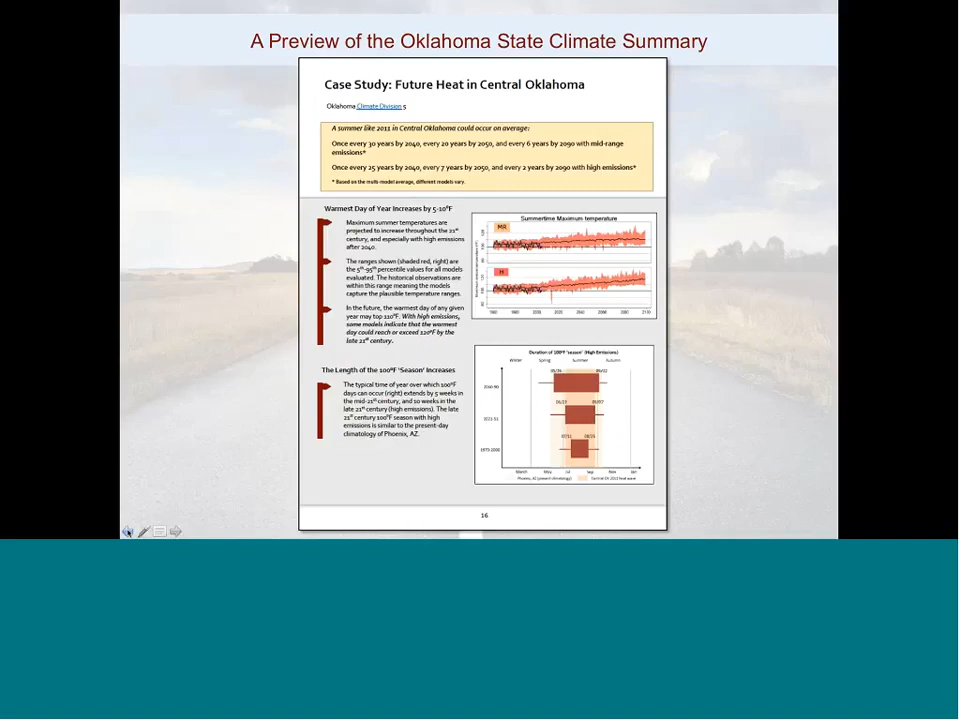 A Preview of the Oklahoma State Climate Summary
Case Study: Future Heat in Central Oklahoma
Oklahoma Climate Division 5
A summer like 2011 in Central Oklahoma could occur on average:
Once every 30 years by 2040, every 20 years by 2050, and every 6 years by 2090 with mid-range
emissions*
Once every 25 years by 2040, every 7 years by 2050, and every 2 years by 2090 with high emissions*
* Based on the multi-model average, different models vary.
Warmest Day of Year Increases by 5-10°F
Maximum summer temperatures are
projected to increase throughout the 21st
century, and especially with high emissions
after 2040.
The ranges shown (shaded red, right) are
the 5th-95th percentile values for all models
evaluated. The historical observations are
within this range meaning the models
capture the plausible temperature ranges.
In the future, the warmest day of any given
year may top 110°F. With high emissions,
some models indicate that the warmest
day could reach or exceed 120°F by the
late 21st century.
Summertime Maximum temperature
MR
H
The Length of the 100°F 'Season' Increases
The typical time of year over which 100°F
days can occur (right) extends by 5 weeks in
the mid-21st century, and 10 weeks in the
late 21st century (high emissions). The late
21st century 100°F season with high
emissions is similar to the present-day
climatology of Phoenix, AZ.
Duration of 100°F 'season' (High Emissions)
Winter Spring Summer Autumn
March May Jul Sep Nov Jan
Phoenix, AZ (present climatology) Central OK 2011 heat wave
16